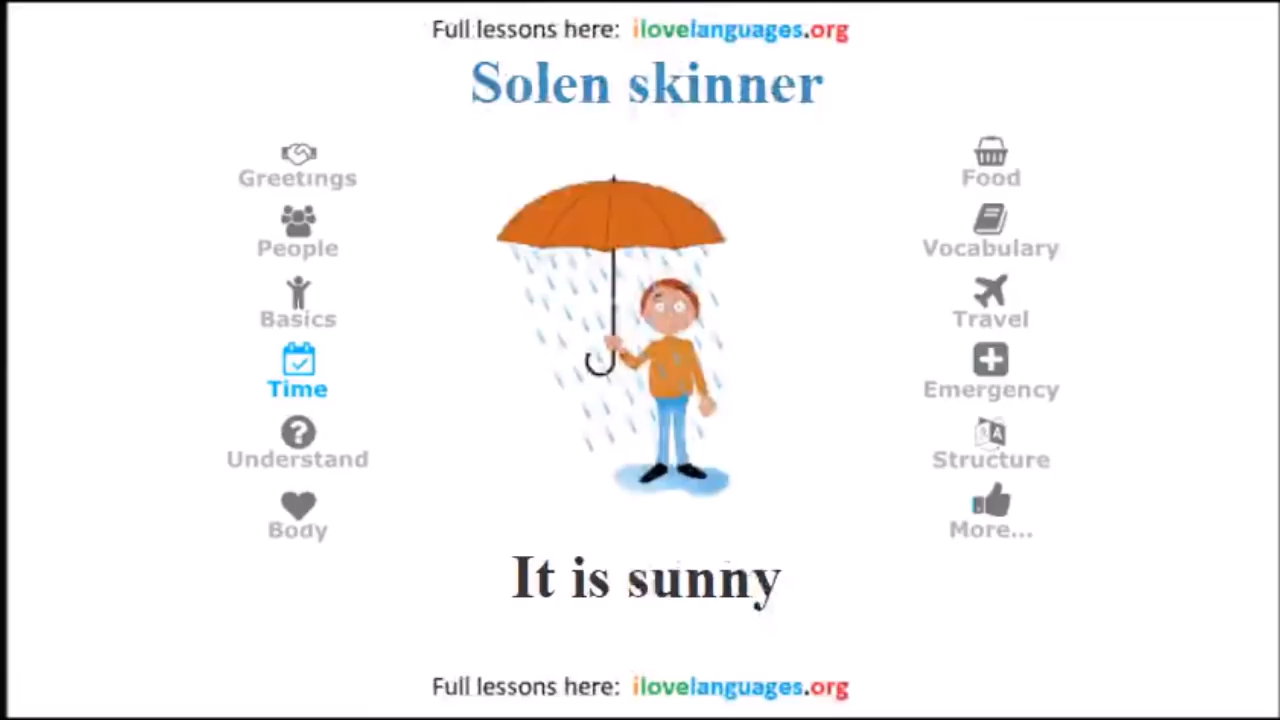 Full lessons here: ilovelanguages.org
Solen skinner
Greetings
People
Basics
Time
Understand
Body
Food
Vocabulary
Travel
Emergency
Structure
More...
It is sunny
Full lessons here: ilovelanguages.org